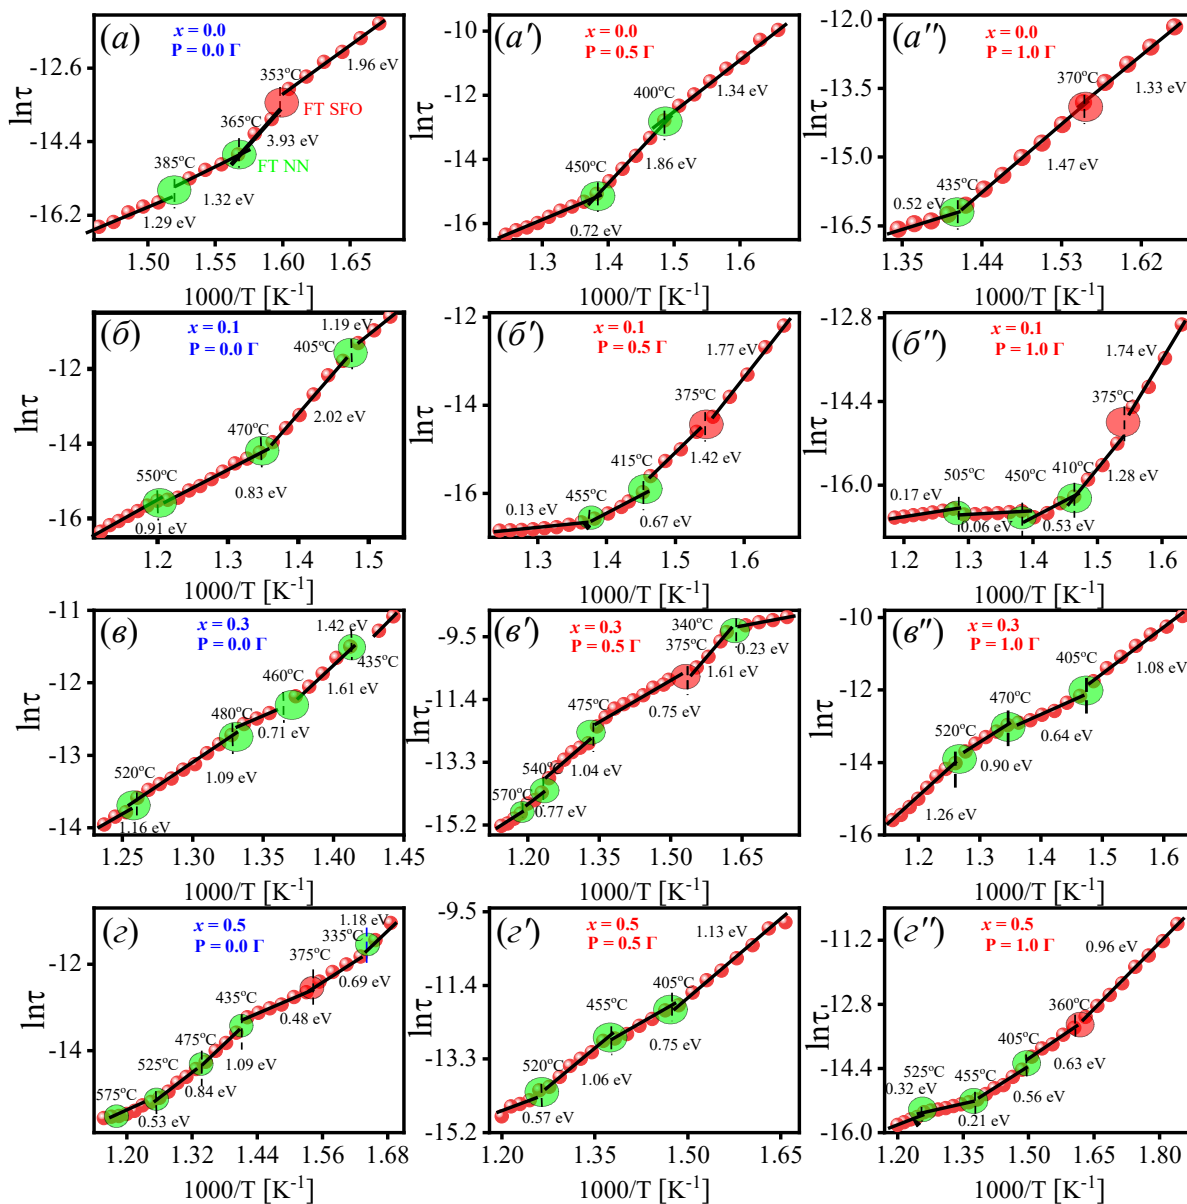 (а)
x = 0.0
P = 0.0 Г
353°C
1.96 eV
FT SFO
365°C
3.93 eV
385°C
FT NN
1.32 eV
1.29 eV
-12.6
-14.4
-16.2
lnτ
1.50 1.55 1.60 1.65
1000/T [K⁻¹]
(а′)
x = 0.0
P = 0.5 Г
400°C
1.34 eV
450°C
1.86 eV
0.72 eV
-10
-12
-14
-16
lnτ
1.3 1.4 1.5 1.6
1000/T [K⁻¹]
(а″)
x = 0.0
P = 1.0 Г
370°C
1.33 eV
1.47 eV
435°C
0.52 eV
-12.0
-13.5
-15.0
-16.5
lnτ
1.35 1.44 1.53 1.62
1000/T [K⁻¹]
(б)
x = 0.1
P = 0.0 Г
1.19 eV
405°C
2.02 eV
470°C
0.83 eV
550°C
0.91 eV
-12
-14
-16
lnτ
1.2 1.3 1.4 1.5
1000/T [K⁻¹]
(б′)
x = 0.1
P = 0.5 Г
1.77 eV
375°C
1.42 eV
415°C
455°C
0.13 eV
0.67 eV
-12
-14
-16
lnτ
1.3 1.4 1.5 1.6
1000/T [K⁻¹]
(б″)
x = 0.1
P = 1.0 Г
1.74 eV
375°C
1.28 eV
505°C
450°C
410°C
0.17 eV
0.06 eV
0.53 eV
-12.8
-14.4
-16.0
lnτ
1.2 1.3 1.4 1.5 1.6
1000/T [K⁻¹]
(в)
x = 0.3
P = 0.0 Г
1.42 eV
435°C
460°C
1.61 eV
480°C
0.71 eV
520°C
1.09 eV
1.16 eV
-11
-12
-13
-14
lnτ
1.25 1.30 1.35 1.40 1.45
1000/T [K⁻¹]
(в′)
x = 0.3
P = 0.5 Г
340°C
375°C
0.23 eV
1.61 eV
475°C
0.75 eV
540°C
1.04 eV
570°C
0.77 eV
-9.5
-11.4
-13.3
-15.2
lnτ,
1.20 1.35 1.50 1.65
1000/T [K⁻¹]
(в″)
x = 0.3
P = 1.0 Г
405°C
1.08 eV
470°C
0.64 eV
520°C
0.90 eV
1.26 eV
-10
-12
-14
-16
lnτ
1.2 1.3 1.4 1.5 1.6
1000/T [K⁻¹]
(г)
x = 0.5
P = 0.0 Г
1.18 eV
335°C
375°C
0.69 eV
435°C
0.48 eV
475°C
1.09 eV
525°C
0.84 eV
575°C
0.53 eV
-12
-14
lnτ
1.20 1.32 1.44 1.56 1.68
1000/T [K⁻¹]
(г′)
x = 0.5
P = 0.5 Г
1.13 eV
405°C
455°C
0.75 eV
520°C
1.06 eV
0.57 eV
-9.5
-11.4
-13.3
-15.2
lnτ
1.20 1.35 1.50 1.65
1000/T [K⁻¹]
(г″)
x = 0.5
P = 1.0 Г
0.96 eV
360°C
405°C
0.63 eV
525°C
455°C
0.32 eV
0.56 eV
0.21 eV
-11.2
-12.8
-14.4
-16.0
lnτ
1.20 1.35 1.50 1.65 1.80
1000/T [K⁻¹]